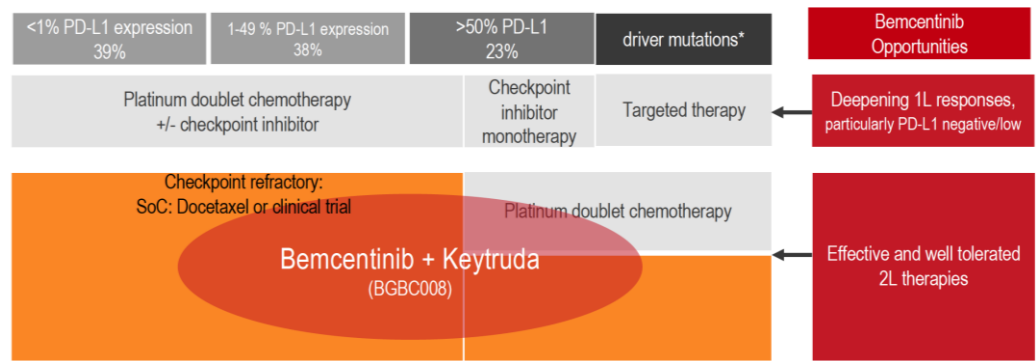 <1% PD-L1 expression
39%
1-49 % PD-L1 expression
38%
>50% PD-L1
23%
driver mutations*
Bemcentinib
Opportunities
Platinum doublet chemotherapy
+/- checkpoint inhibitor
Checkpoint
inhibitor
monotherapy
Targeted therapy
Deepening 1L responses,
particularly PD-L1 negative/low
Checkpoint refractory:
SoC: Docetaxel or clinical trial
Platinum doublet chemotherapy
Bemcentinib + Keytruda
(BGBC008)
Effective and well tolerated
2L therapies